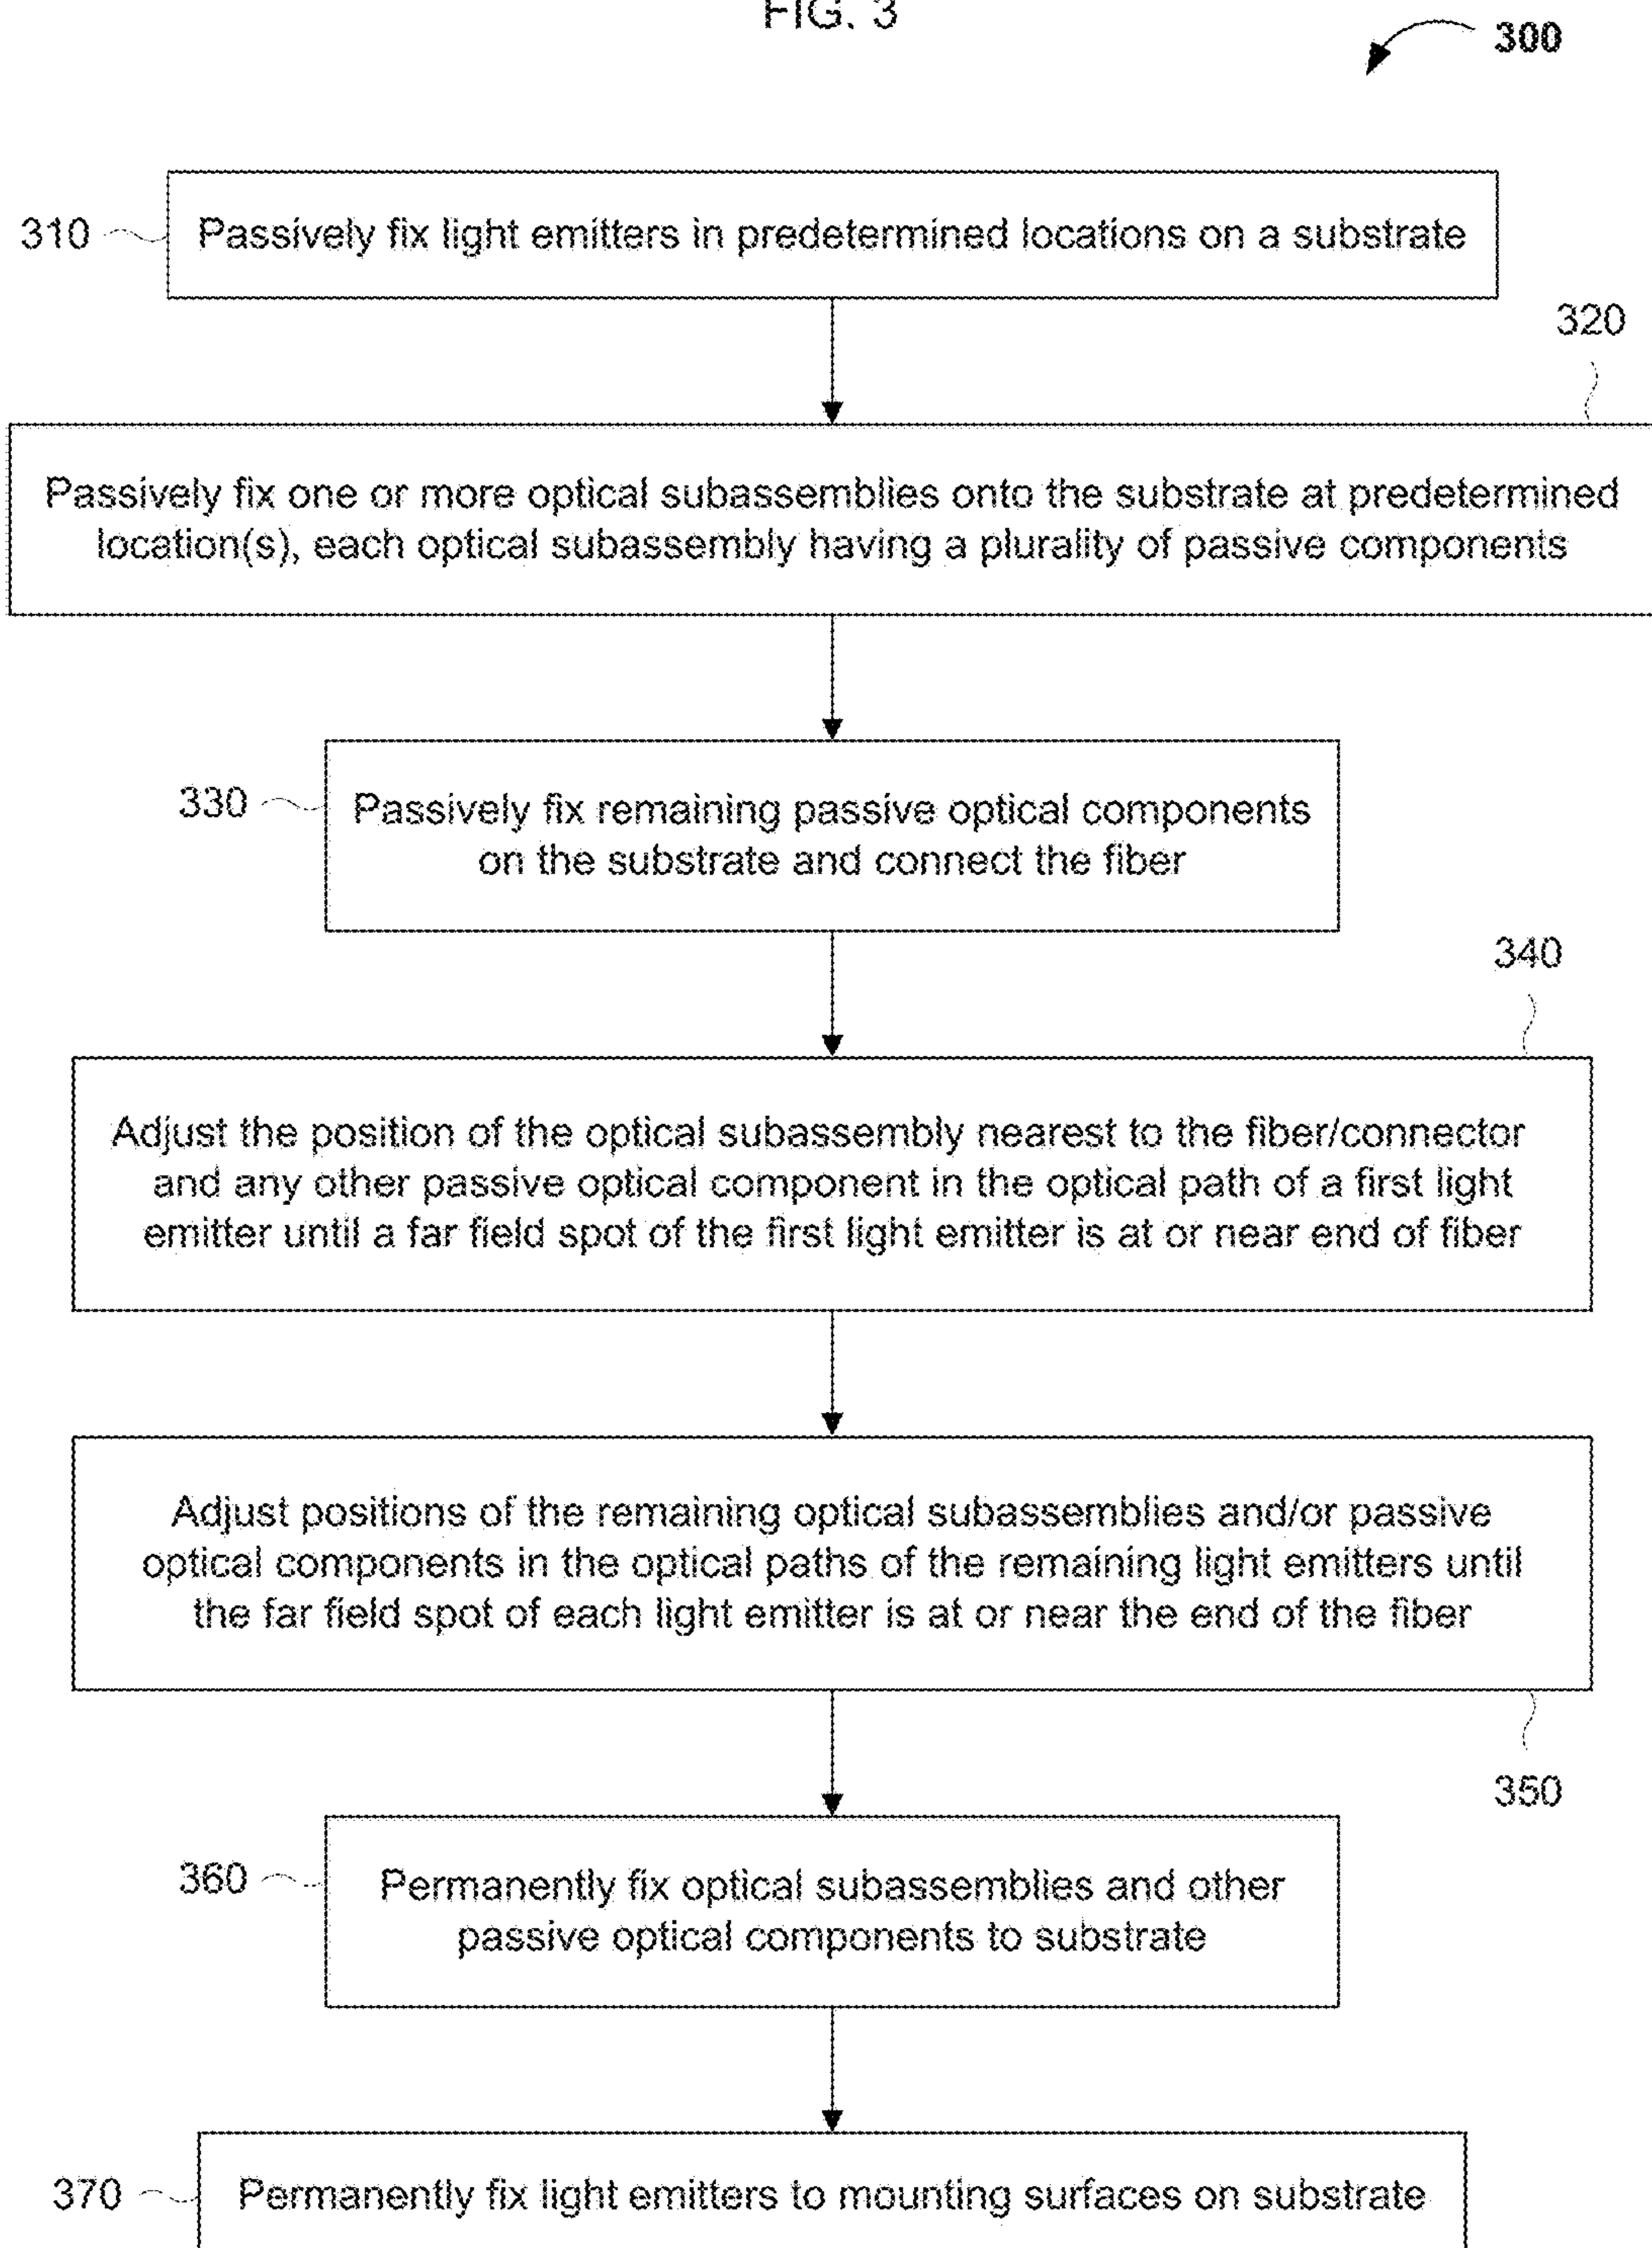 FIG. 3
300
310
Passively fix light emitters in predetermined locations on a substrate
320
Passively fix one or more optical subassemblies onto the substrate at predetermined
location(s), each optical subassembly having a plurality of passive components
330
Passively fix remaining passive optical components
on the substrate and connect the fiber
340
Adjust the position of the optical subassembly nearest to the fiber/connector
and any other passive optical component in the optical path of a first light
emitter until a far field spot of the first light emitter is at or near end of fiber
Adjust positions of the remaining optical subassemblies and/or passive
optical components in the optical paths of the remaining light emitters until
the far field spot of each light emitter is at or near the end of the fiber
350
360
Permanently fix optical subassemblies and other
passive optical components to substrate
370
Permanently fix light emitters to mounting surfaces on substrate